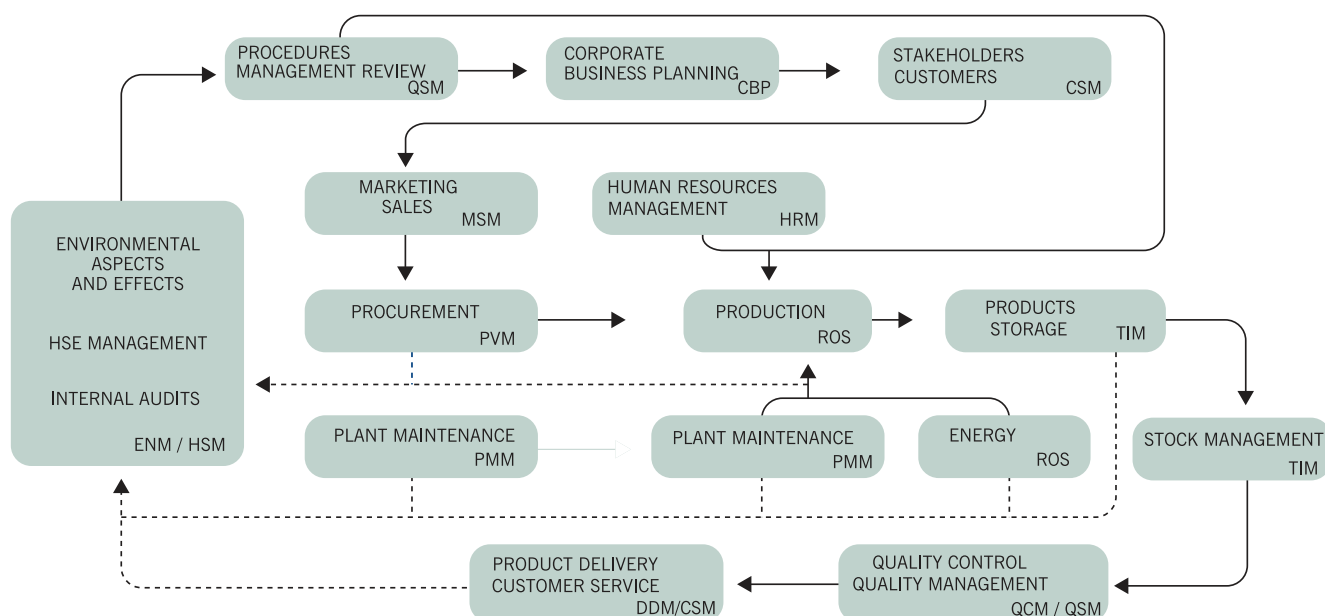 PROCEDURES
MANAGEMENT REVIEW
QSM
CORPORATE
BUSINESS PLANNING
CBP
STAKEHOLDERS
CUSTOMERS
CSM
MARKETING
SALES
MSM
HUMAN RESOURCES
MANAGEMENT
HRM
ENVIRONMENTAL
ASPECTS
AND EFFECTS
HSE MANAGEMENT
INTERNAL AUDITS
ENM / HSM
PROCUREMENT
PVM
PRODUCTION
ROS
PRODUCTS
STORAGE
TIM
PLANT MAINTENANCE
PMM
PLANT MAINTENANCE
PMM
ENERGY
ROS
STOCK MANAGEMENT
TIM
PRODUCT DELIVERY
CUSTOMER SERVICE
DDM/CSM
QUALITY CONTROL
QUALITY MANAGEMENT
QCM / QSM